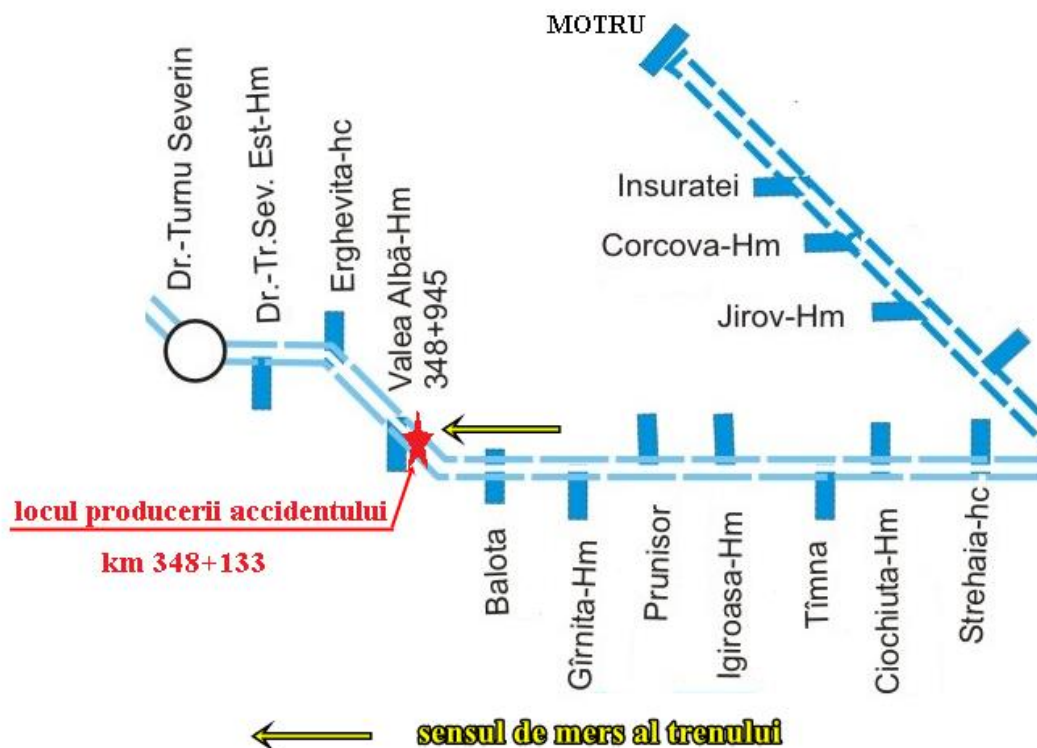 MOTRU
Dr.-Turnu Severin
Dr.-Tr.Sev. Est-Hm
Erghevita-hc
Valea Albã-Hm
348+945
Insuratei
Corcova-Hm
Jirov-Hm
locul producerii accidentului
km 348+133
Balota
Gîrnita-Hm
Prunisor
Igiroasa-Hm
Tîmna
Ciochiuta-Hm
Strehaia-hc
sensul de mers al trenului